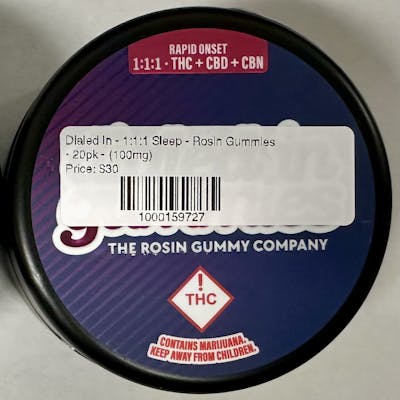 RAPID ONSET
1:1:1 · THC + CBD + CBN
Dialed In - 1:1:1 Sleep - Rosin Gummies
- 20pk - (100mg)
Price: $30
1000159727
THE ROSIN GUMMY COMPANY
!
THC
CONTAINS MARIJUANA.
KEEP AWAY FROM CHILDREN.